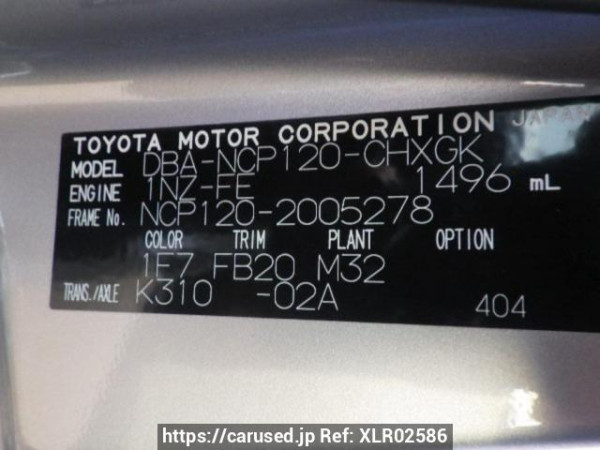 TOYOTA MOTOR CORPORATION JAPAN
MODEL DBA-NCP120-CHXGK
ENGINE 1NZ-FE 1496 mL
FRAME No. NCP120-2005278
COLOR TRIM PLANT OPTION
1F7 FB20 M32
TRANS./AXLE K310 -02A
404
https://carused.jp Ref: XLR02586